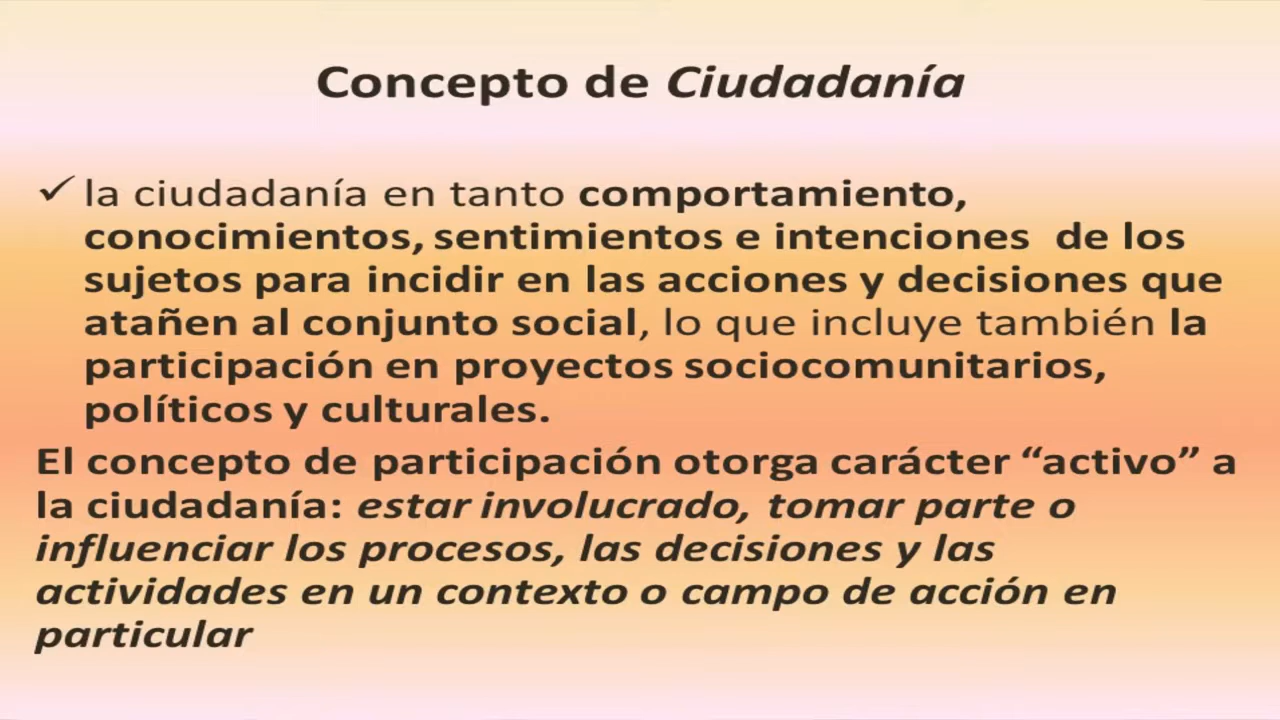 Concepto de Ciudadanía
✓ la ciudadanía en tanto comportamiento,
conocimientos, sentimientos e intenciones  de los
sujetos para incidir en las acciones y decisiones que
atañen al conjunto social, lo que incluye también la
participación en proyectos sociocomunitarios,
políticos y culturales.
El concepto de participación otorga carácter “activo” a
la ciudadanía: estar involucrado, tomar parte o
influenciar los procesos, las decisiones y las
actividades en un contexto o campo de acción en
particular